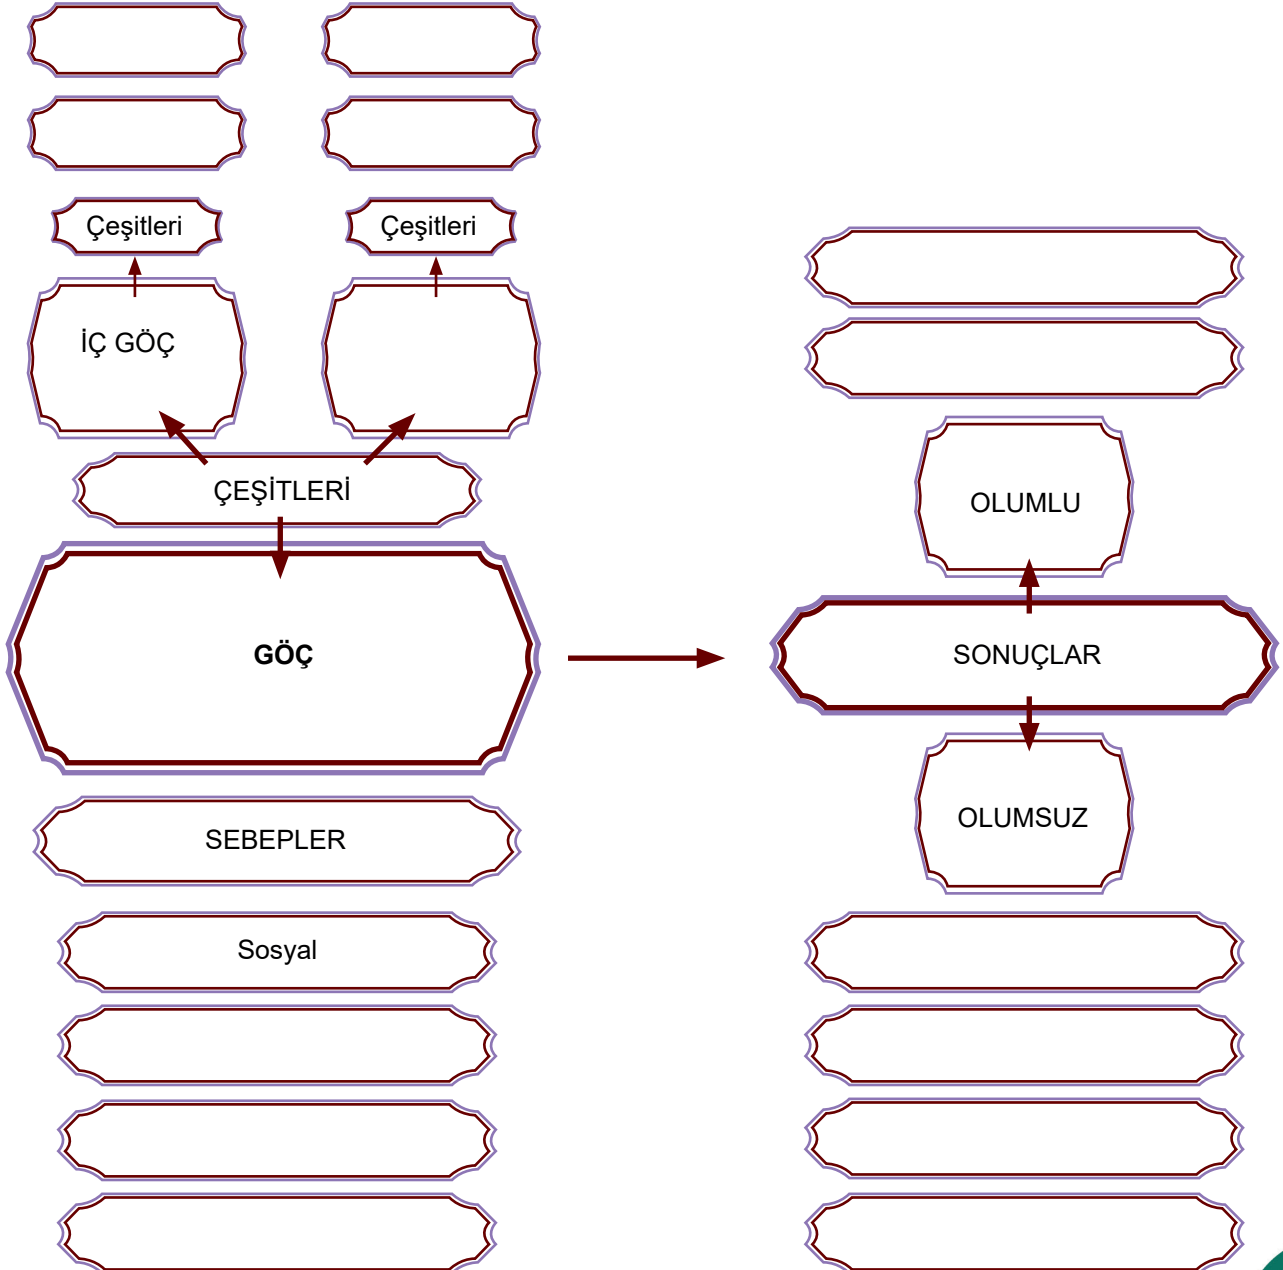 Çeşitleri
Çeşitleri
İÇ GÖÇ
ÇEŞİTLERİ
OLUMLU
GÖÇ
SONUÇLAR
OLUMSUZ
SEBEPLER
Sosyal